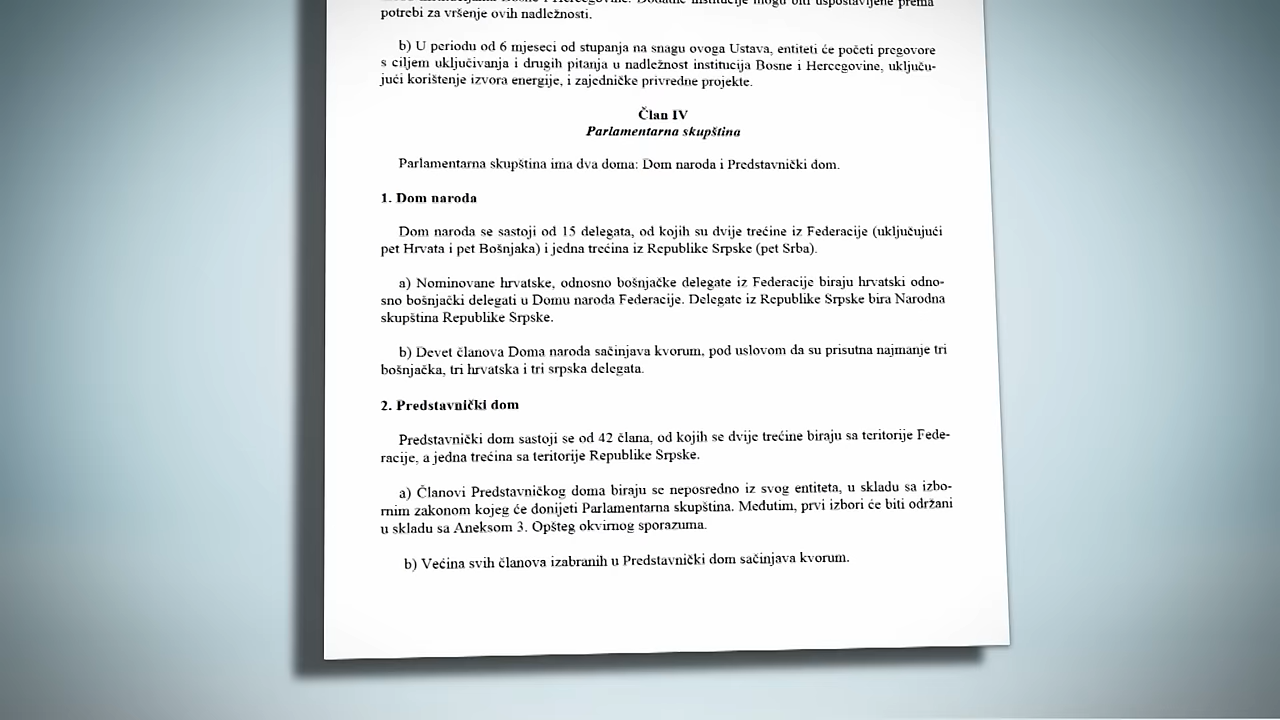 potrebi za vršenje ovih nadležnosti.
b) U periodu od 6 mjeseci od stupanja na snagu ovoga Ustava, entiteti će početi pregovore
s ciljem uključivanja i drugih pitanja u nadležnost institucija Bosne i Hercegovine, uključu-
jući korištenje izvora energije, i zajedničke privredne projekte.
Član IV
Parlamentarna skupština
Parlamentarna skupština ima dva doma: Dom naroda i Predstavnički dom.
1. Dom naroda
Dom naroda se sastoji od 15 delegata, od kojih su dvije trećine iz Federacije (uključujući
pet Hrvata i pet Bošnjaka) i jedna trećina iz Republike Srpske (pet Srba).
a) Nominovane hrvatske, odnosno bošnjačke delegate iz Federacije biraju hrvatski odno-
sno bošnjački delegati u Domu naroda Federacije. Delegate iz Republike Srpske bira Narodna
skupština Republike Srpske.
b) Devet članova Doma naroda sačinjava kvorum, pod uslovom da su prisutna najmanje tri
bošnjačka, tri hrvatska i tri srpska delegata.
2. Predstavnički dom
Predstavnički dom sastoji se od 42 člana, od kojih se dvije trećine biraju sa teritorije Fede-
racije, a jedna trećina sa teritorije Republike Srpske.
a) Članovi Predstavničkog doma biraju se neposredno iz svog entiteta, u skladu sa izbo-
rnim zakonom kojeg će donijeti Parlamentarna skupština. Međutim, prvi izbori će biti održani
u skladu sa Aneksom 3. Opšteg okvirnog sporazuma.
b) Većina svih članova izabranih u Predstavnički dom sačinjava kvorum.